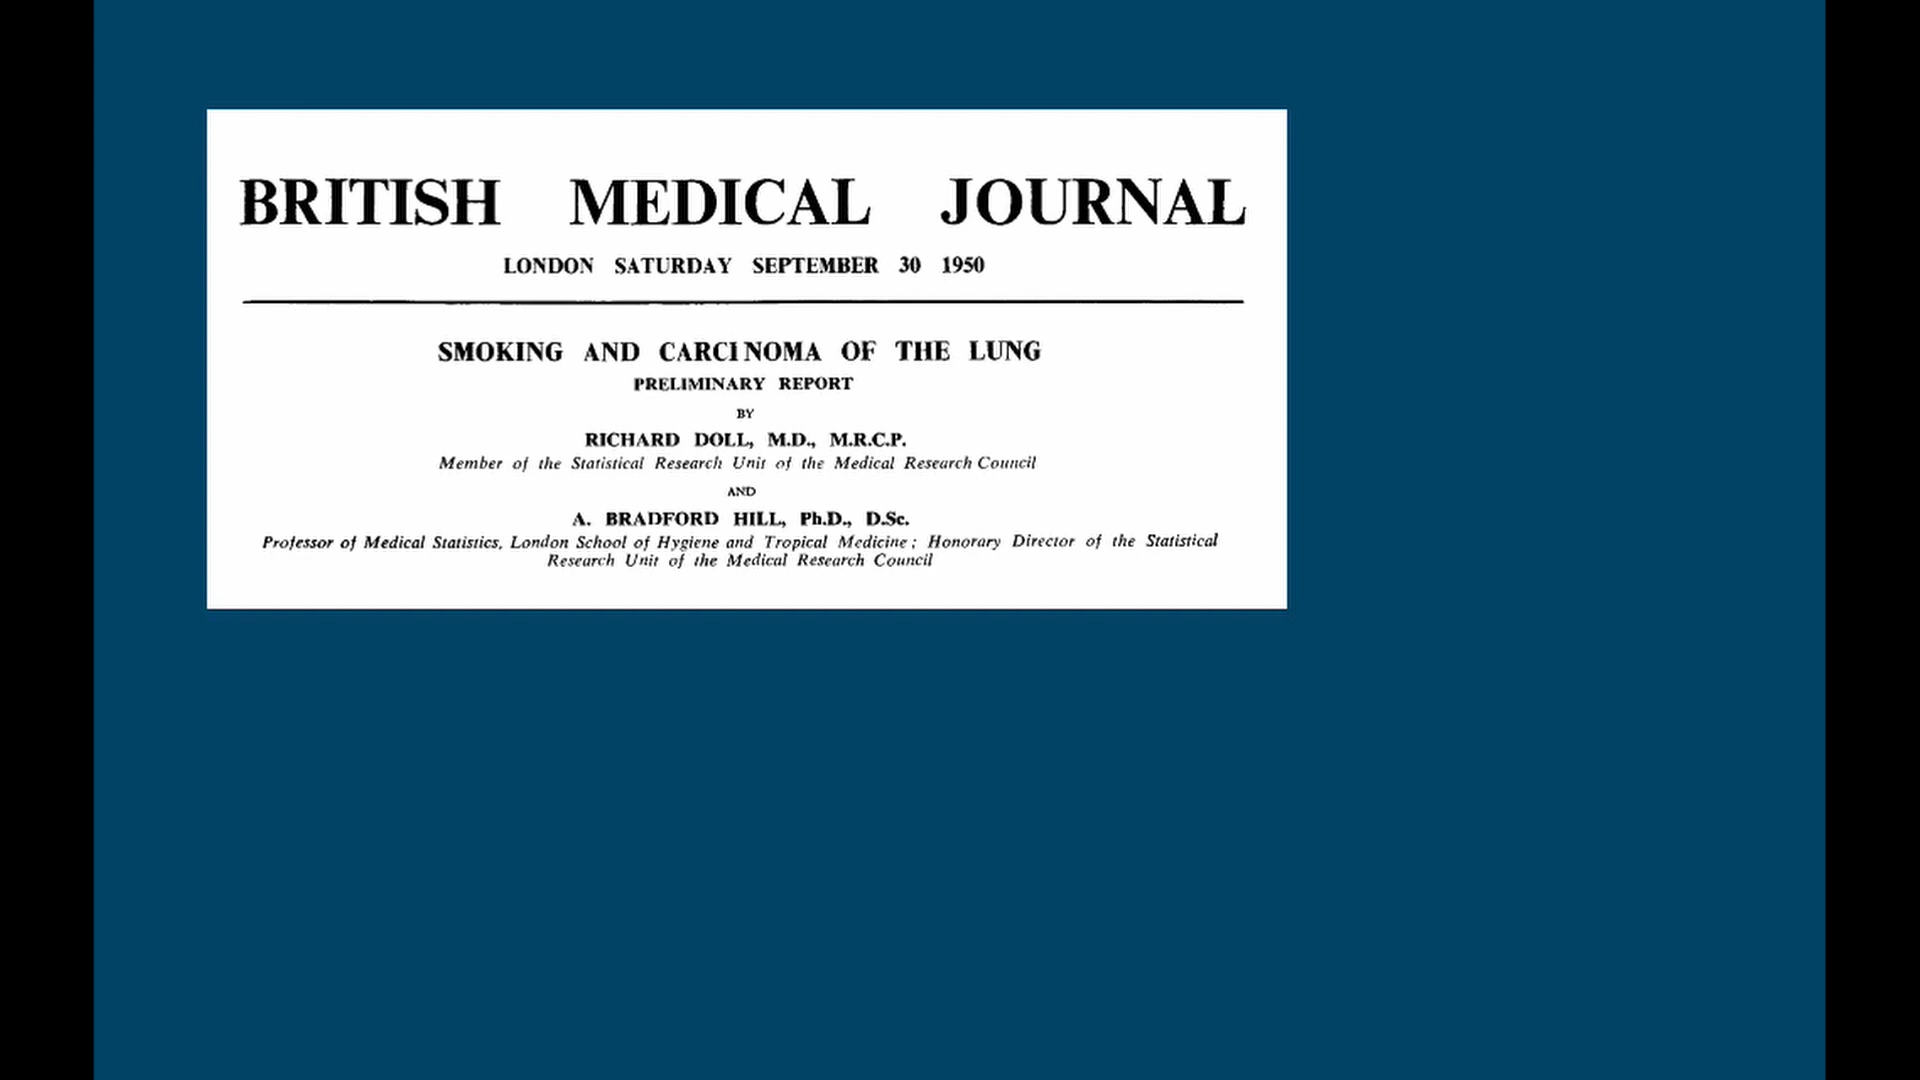 BRITISH MEDICAL JOURNAL
LONDON SATURDAY SEPTEMBER 30 1950
SMOKING AND CARCINOMA OF THE LUNG
PRELIMINARY REPORT
BY
RICHARD DOLL, M.D., M.R.C.P.
Member of the Statistical Research Unit of the Medical Research Council
AND
A. BRADFORD HILL, Ph.D., D.Sc.
Professor of Medical Statistics, London School of Hygiene and Tropical Medicine; Honorary Director of the Statistical
Research Unit of the Medical Research Council